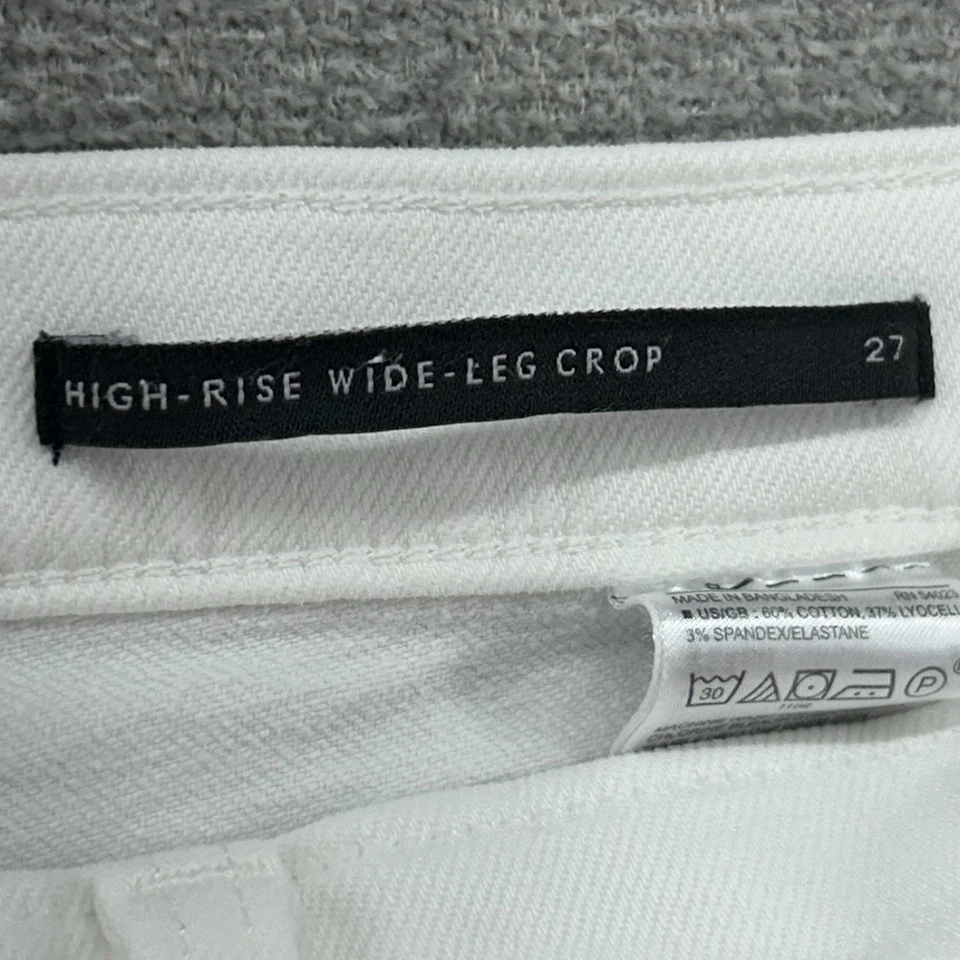 HIGH-RISE WIDE-LEG CROP 27
MADE IN BANGLADESH RN 54023
US/GB : 60% COTTON, 37% LYOCELL
3% SPANDEX/ELASTANE
30 P